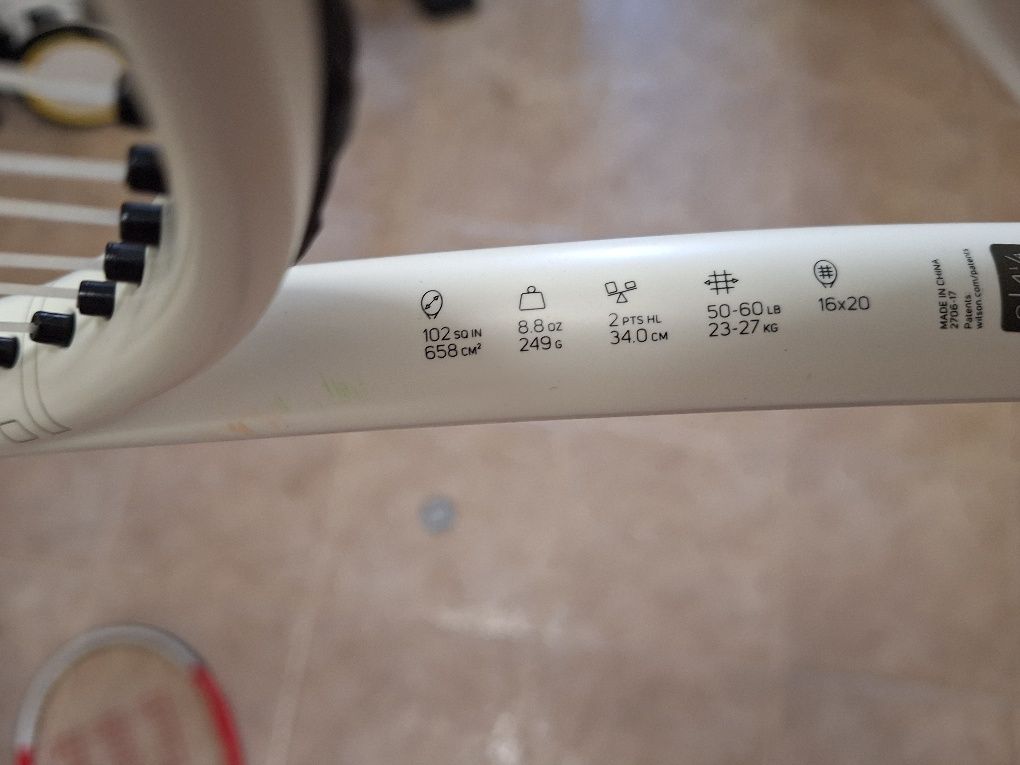 102 SQ IN
658 CM²
8.8 OZ
249 G
2 PTS HL
34.0 CM
50-60 LB
23-27 KG
16x20
MADE IN CHINA
2706-17
Patents
wilson.com/patents